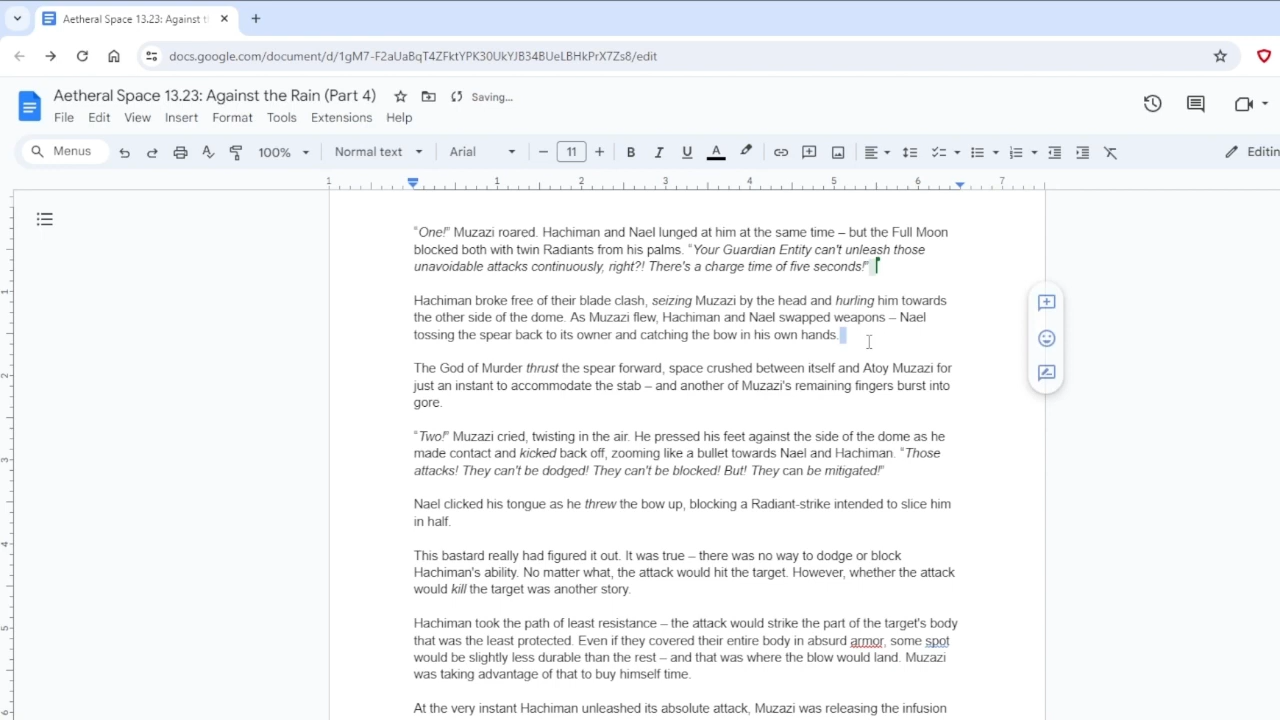 Aetheral Space 13.23: Against t
docs.google.com/document/d/1gM7-F2aUaBqT4ZFktYPK30UkYJB34BUeLBHkPrX7Zs8/edit
Aetheral Space 13.23: Against the Rain (Part 4)
Saving...
File Edit View Insert Format Tools Extensions Help
Menus 100% Normal text Arial 11 B I U A Editin
1 1 2 3 4 5 6 7
“One!” Muzazi roared. Hachiman and Nael lunged at him at the same time – but the Full Moon
blocked both with twin Radiants from his palms. “Your Guardian Entity can't unleash those
unavoidable attacks continuously, right?! There's a charge time of five seconds!”
1
Hachiman broke free of their blade clash, seizing Muzazi by the head and hurling him towards
the other side of the dome. As Muzazi flew, Hachiman and Nael swapped weapons – Nael
tossing the spear back to its owner and catching the bow in his own hands.
The God of Murder thrust the spear forward, space crushed between itself and Atoy Muzazi for
2
just an instant to accommodate the stab – and another of Muzazi's remaining fingers burst into
gore.
“Two!” Muzazi cried, twisting in the air. He pressed his feet against the side of the dome as he
made contact and kicked back off, zooming like a bullet towards Nael and Hachiman. “Those
3
attacks! They can't be dodged! They can't be blocked! But! They can be mitigated!”
Nael clicked his tongue as he threw the bow up, blocking a Radiant-strike intended to slice him
in half.
4
This bastard really had figured it out. It was true – there was no way to dodge or block
Hachiman's ability. No matter what, the attack would hit the target. However, whether the attack
would kill the target was another story.
Hachiman took the path of least resistance – the attack would strike the part of the target's body
5
that was the least protected. Even if they covered their entire body in absurd armor, some spot
would be slightly less durable than the rest – and that was where the blow would land. Muzazi
was taking advantage of that to buy himself time.
At the very instant Hachiman unleashed its absolute attack, Muzazi was releasing the infusion
6